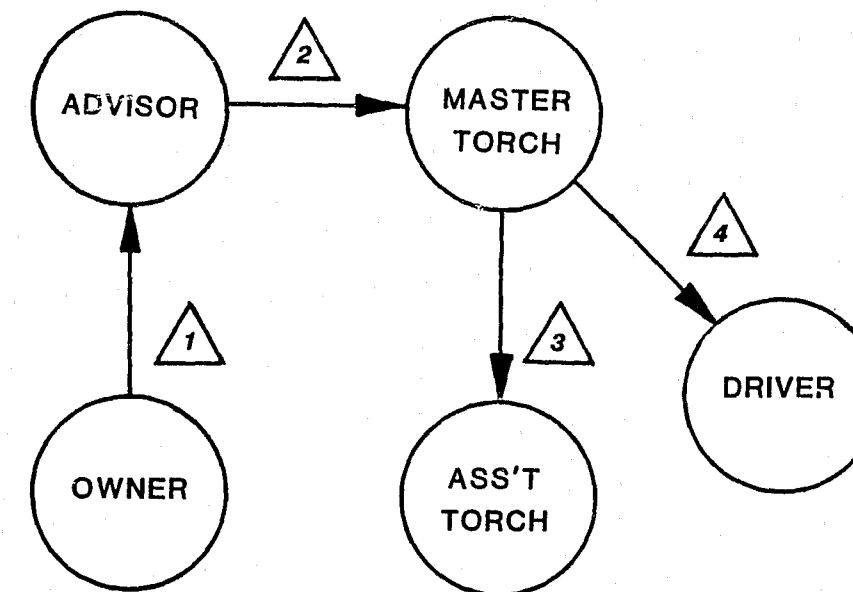 ADVISOR
2
MASTER
TORCH
4
1
3
DRIVER
OWNER
ASS'T
TORCH